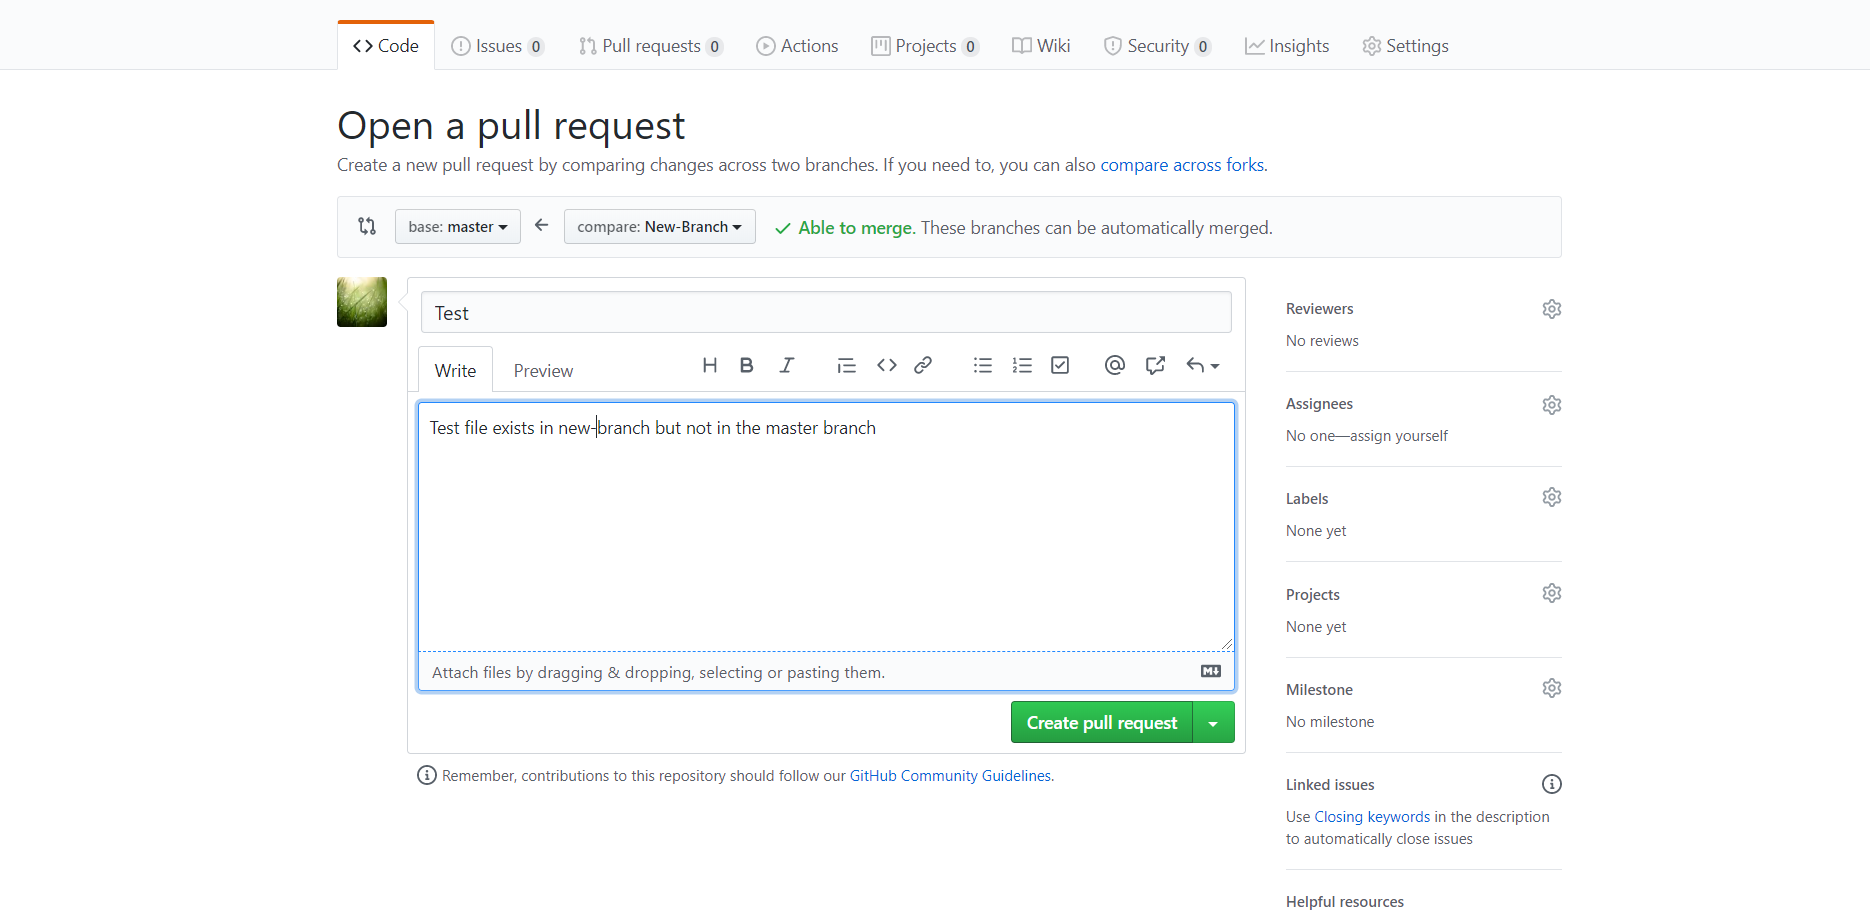 Code Issues 0 Pull requests 0 Actions Projects 0 Wiki Security 0 Insights Settings
Open a pull request
Create a new pull request by comparing changes across two branches. If you need to, you can also compare across forks.
base: master compare: New-Branch Able to merge. These branches can be automatically merged.
Test
Write Preview H B I @
Test file exists in new-branch but not in the master branch
Attach files by dragging & dropping, selecting or pasting them.
Create pull request
Remember, contributions to this repository should follow our GitHub Community Guidelines.
Reviewers
No reviews
Assignees
No one—assign yourself
Labels
None yet
Projects
None yet
Milestone
No milestone
Linked issues
Use Closing keywords in the description
to automatically close issues
Helpful resources